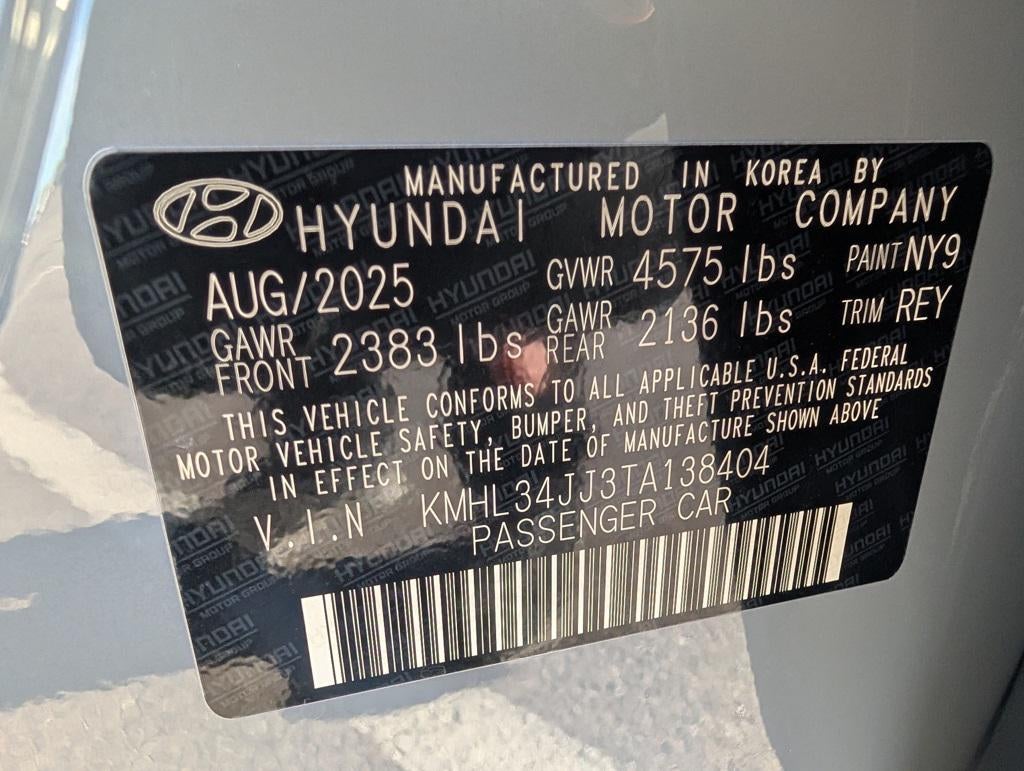 MANUFACTURED IN KOREA BY
HYUNDAI MOTOR COMPANY
AUG/2025 GVWR 4575 lbs PAINT NY9
GAWR FRONT 2383 lbs GAWR REAR 2136 lbs TRIM REY
THIS VEHICLE CONFORMS TO ALL APPLICABLE U.S.A. FEDERAL
MOTOR VEHICLE SAFETY, BUMPER, AND THEFT PREVENTION STANDARDS
IN EFFECT ON THE DATE OF MANUFACTURE SHOWN ABOVE
V.I.N KMHL34JJ3TA138404
PASSENGER CAR